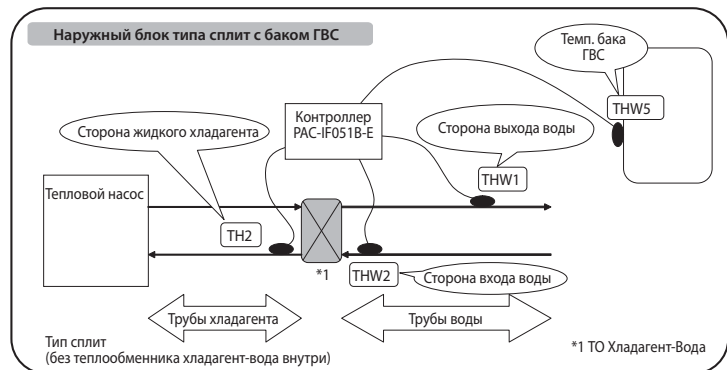 Наружный блок типа сплит с баком ГВС
Темп. бака
ГВС
THW5
Контроллер
PAC-IF051B-E
Сторона жидкого хладагента
Сторона выхода воды
THW1
Тепловой насос
TH2
*1
THW2
Сторона входа воды
Трубы хладагента
Трубы воды
Тип сплит
(без теплообменника хладагент-вода внутри)
*1 ТО Хладагент-Вода